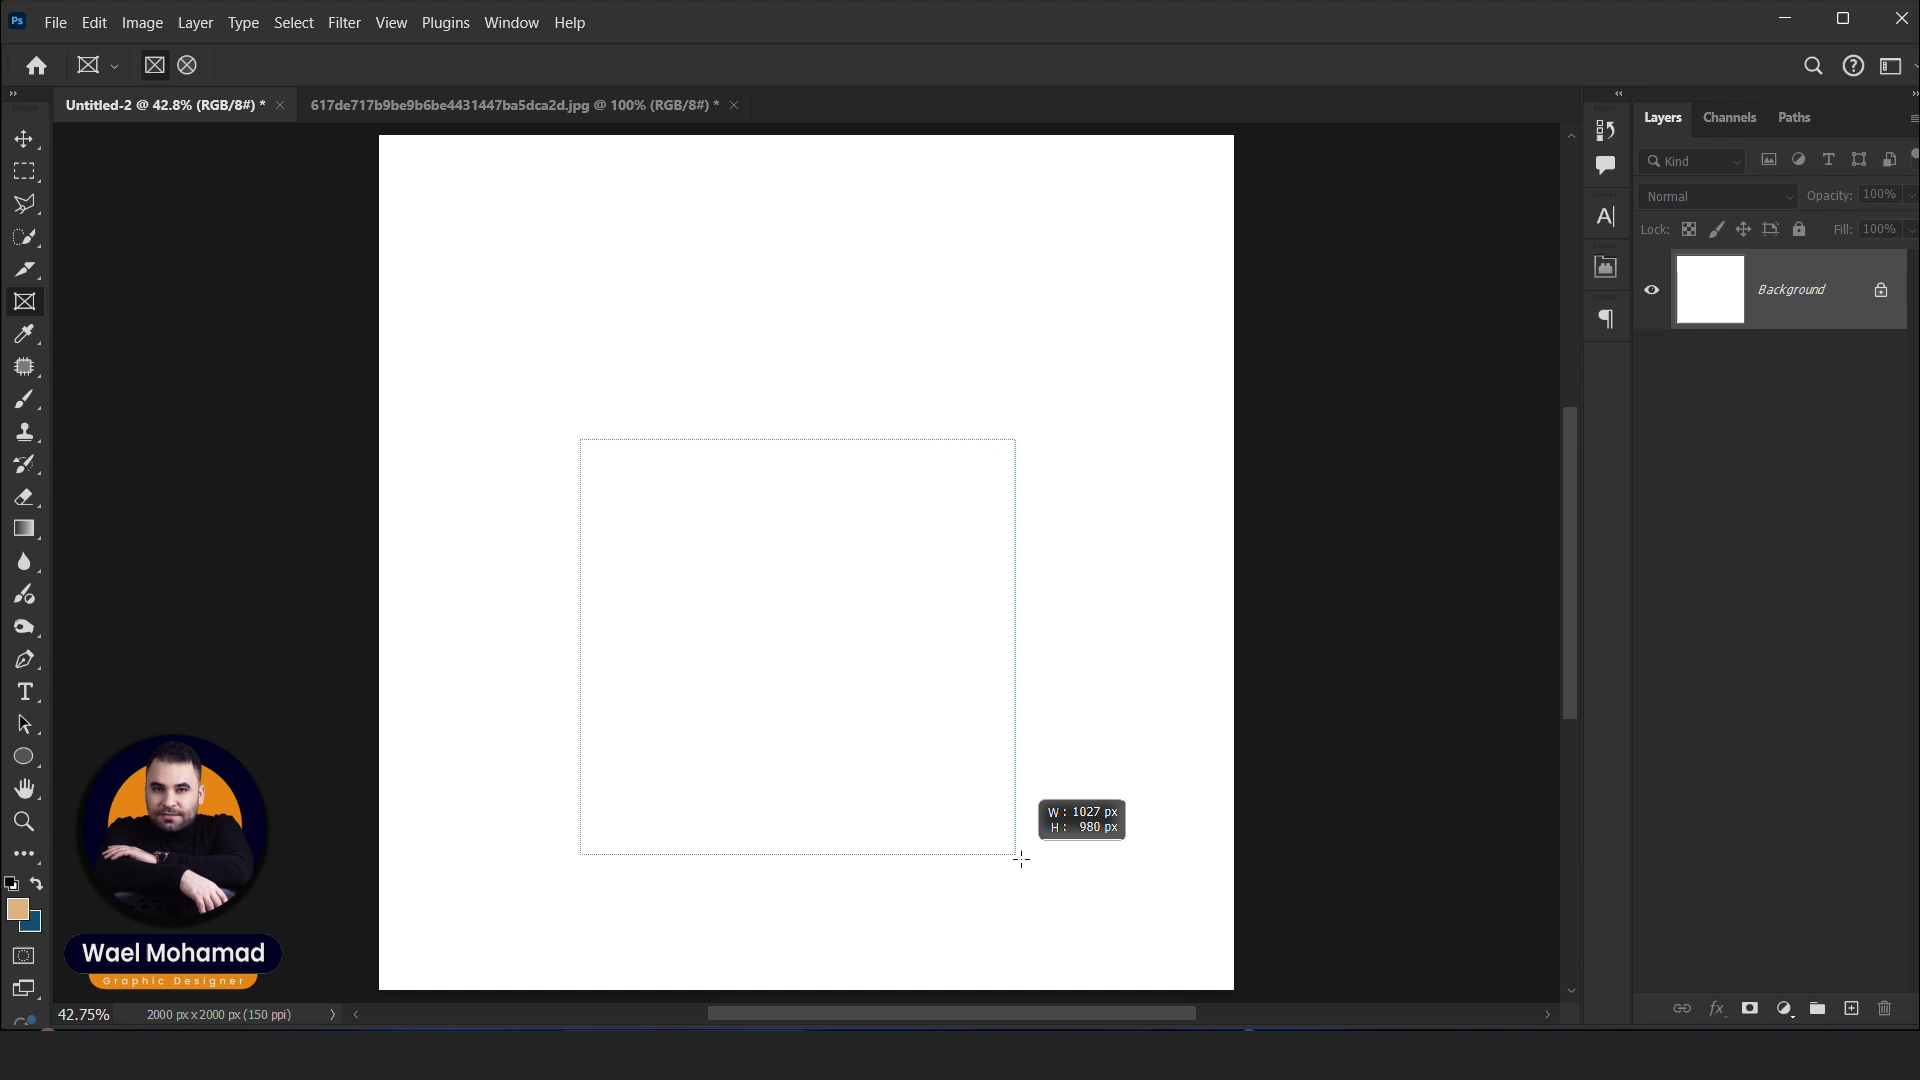 Ps File Edit Image Layer Type Select Filter View Plugins Window Help
Untitled-2 @ 42.8% (RGB/8#) * 617de717b9be9b6be4431447ba5dca2d.jpg @ 100% (RGB/8#) *
Layers Channels Paths
Kind
Normal Opacity: 100%
Lock: Fill: 100%
Background
W : 1027 px
H : 980 px
Wael Mohamad
Graphic Designer
42.75% 2000 px x 2000 px (150 ppi)